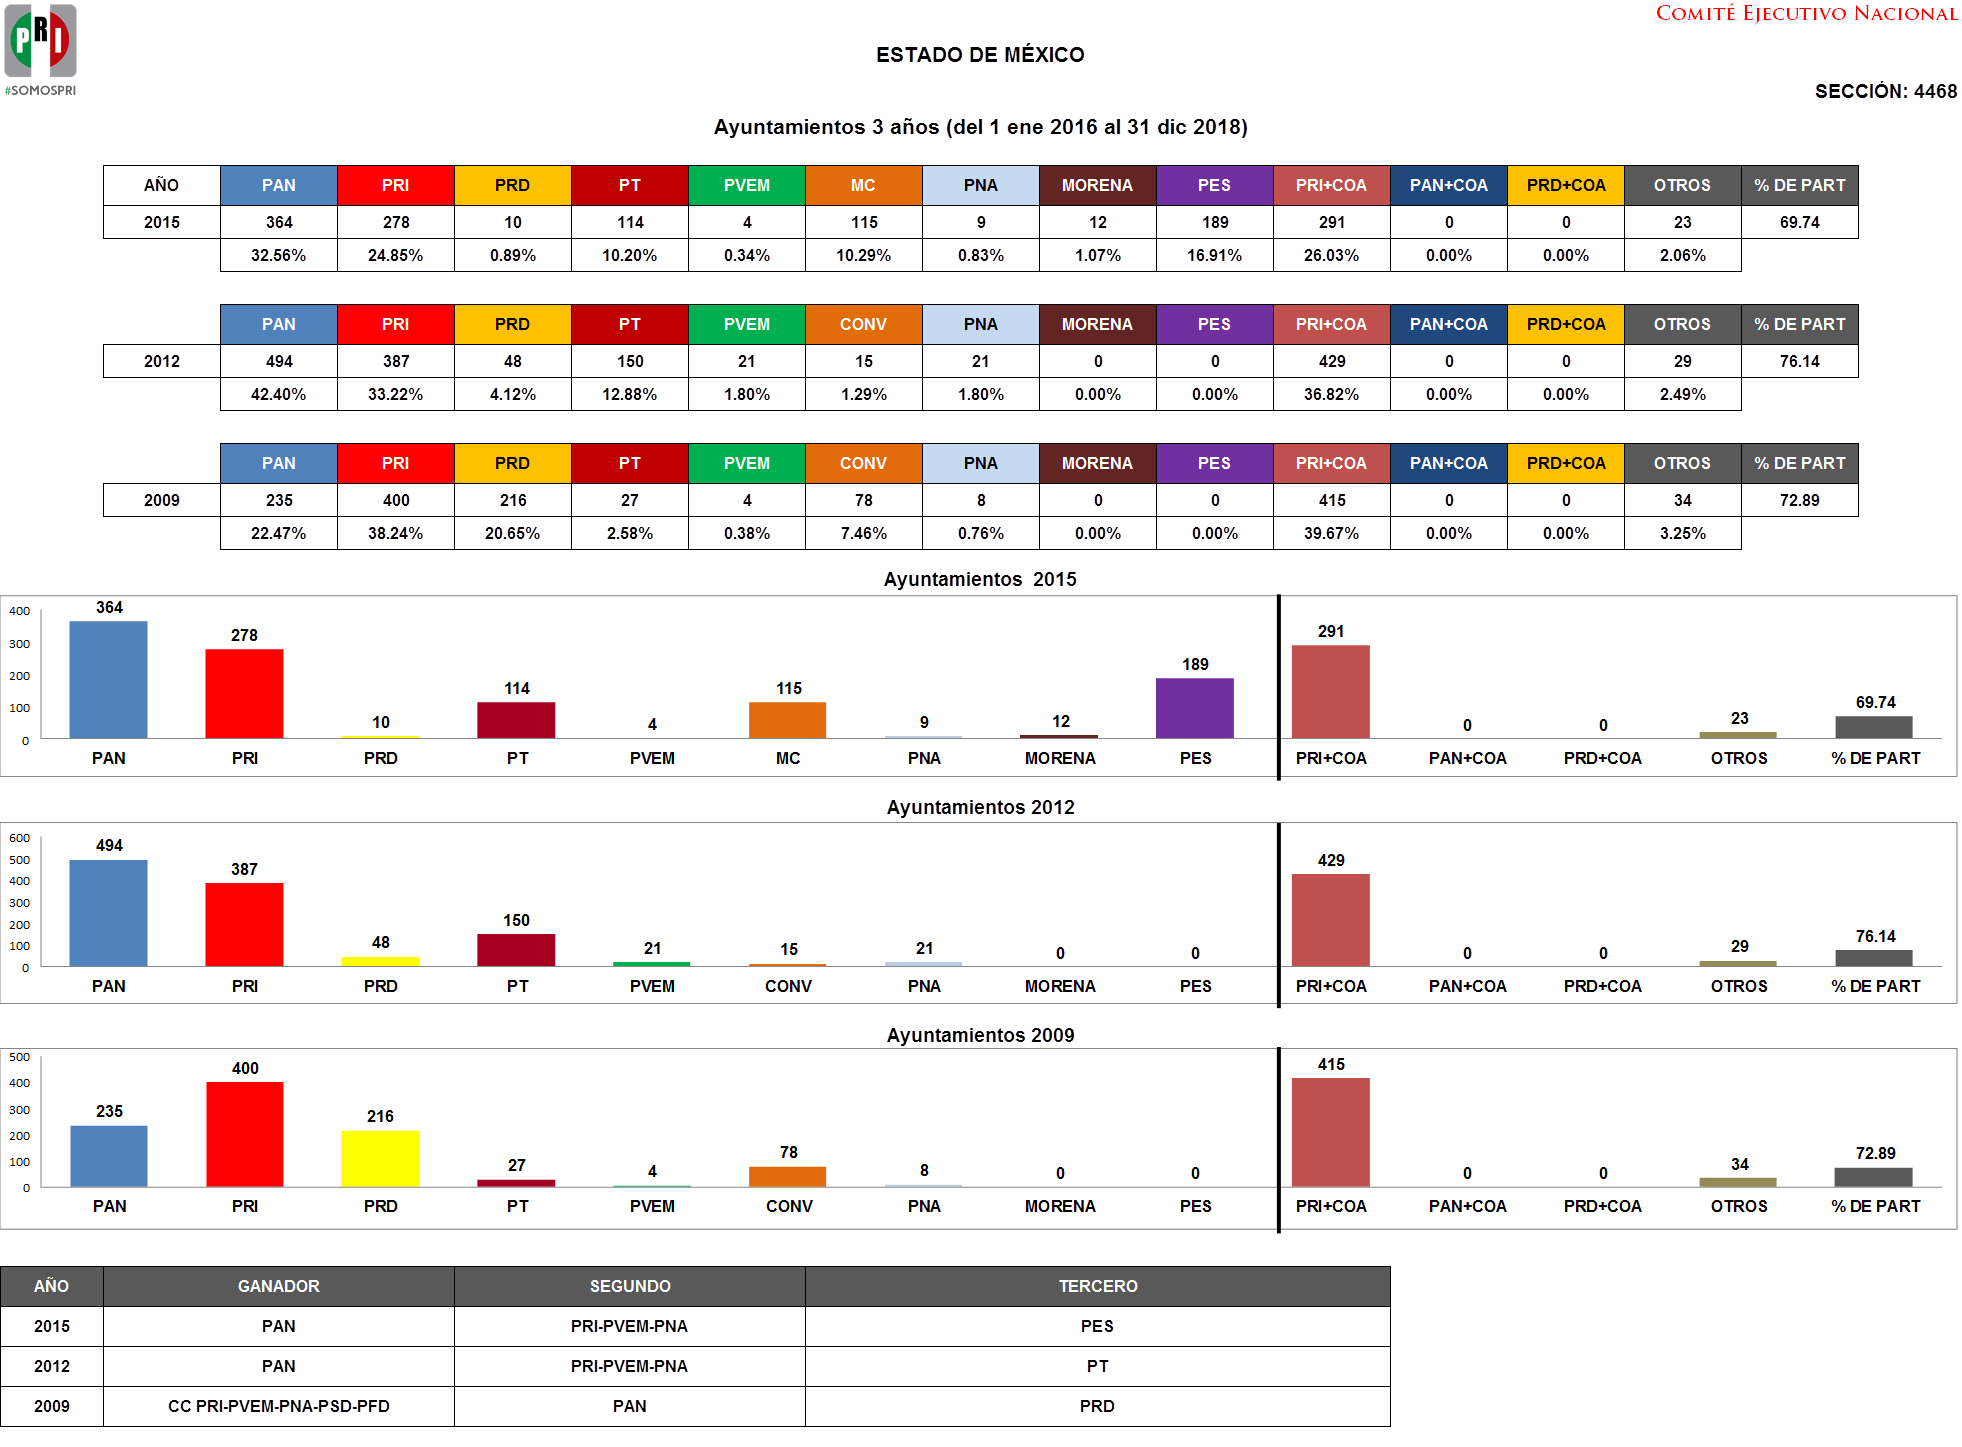 PRI
#SOMOSPRI
COMITÉ EJECUTIVO NACIONAL
ESTADO DE MÉXICO
SECCIÓN: 4468
Ayuntamientos 3 años (del 1 ene 2016 al 31 dic 2018)
AÑO PAN PRI PRD PT PVEM MC PNA MORENA PES PRI+COA PAN+COA PRD+COA OTROS % DE PART
2015 364 278 10 114 4 115 9 12 189 291 0 0 23 69.74
32.56% 24.85% 0.89% 10.20% 0.34% 10.29% 0.83% 1.07% 16.91% 26.03% 0.00% 0.00% 2.06%
PAN PRI PRD PT PVEM CONV PNA MORENA PES PRI+COA PAN+COA PRD+COA OTROS % DE PART
2012 494 387 48 150 21 15 21 0 0 429 0 0 29 76.14
42.40% 33.22% 4.12% 12.88% 1.80% 1.29% 1.80% 0.00% 0.00% 36.82% 0.00% 0.00% 2.49%
PAN PRI PRD PT PVEM CONV PNA MORENA PES PRI+COA PAN+COA PRD+COA OTROS % DE PART
2009 235 400 216 27 4 78 8 0 0 415 0 0 34 72.89
22.47% 38.24% 20.65% 2.58% 0.38% 7.46% 0.76% 0.00% 0.00% 39.67% 0.00% 0.00% 3.25%
Ayuntamientos 2015
400
300
200
100
0
364 278 10 114 4 115 9 12 189 291 0 0 23 69.74
PAN PRI PRD PT PVEM MC PNA MORENA PES PRI+COA PAN+COA PRD+COA OTROS % DE PART
Ayuntamientos 2012
600
500
400
300
200
100
0
494 387 48 150 21 15 21 0 0 429 0 0 29 76.14
PAN PRI PRD PT PVEM CONV PNA MORENA PES PRI+COA PAN+COA PRD+COA OTROS % DE PART
Ayuntamientos 2009
500
400
300
200
100
0
235 400 216 27 4 78 8 0 0 415 0 0 34 72.89
PAN PRI PRD PT PVEM CONV PNA MORENA PES PRI+COA PAN+COA PRD+COA OTROS % DE PART
AÑO GANADOR SEGUNDO TERCERO
2015 PAN PRI-PVEM-PNA PES
2012 PAN PRI-PVEM-PNA PT
2009 CC PRI-PVEM-PNA-PSD-PFD PAN PRD